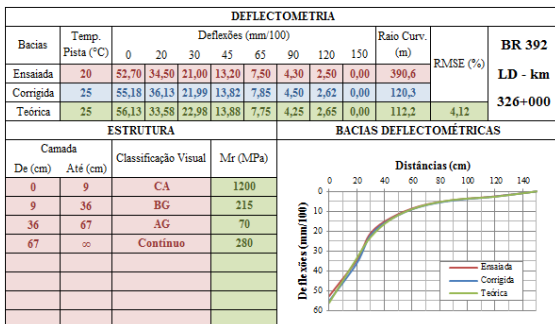 DEFLECTOMETRIA
Bacias Temp. Pista (°C) Deflexões (mm/100) Raio Curv. (m) RMSE (%) BR 392 LD - km 326+000
0 20 30 45 65 90 120 150
Ensaiada 20 52,70 34,50 21,00 13,20 7,50 4,30 2,50 0,00 390,6
Corrigida 25 55,18 36,13 21,99 13,82 7,85 4,50 2,62 0,00 120,3
Teórica 25 56,13 33,58 22,98 13,88 7,75 4,25 2,65 0,00 112,2 4,12
ESTRUTURA
Camada Classificação Visual Mr (MPa)
De (cm) Até (cm)
0 9 CA 1200
9 36 BG 215
36 67 AG 70
67 ∞ Contínuo 280
BACIAS DEFLECTOMÉTRICAS
Distâncias (cm)
0 20 40 60 80 100 120 140
Deflexões (mm/100)
0
10
20
30
40
50
60
Ensaiada
Corrigida
Teórica